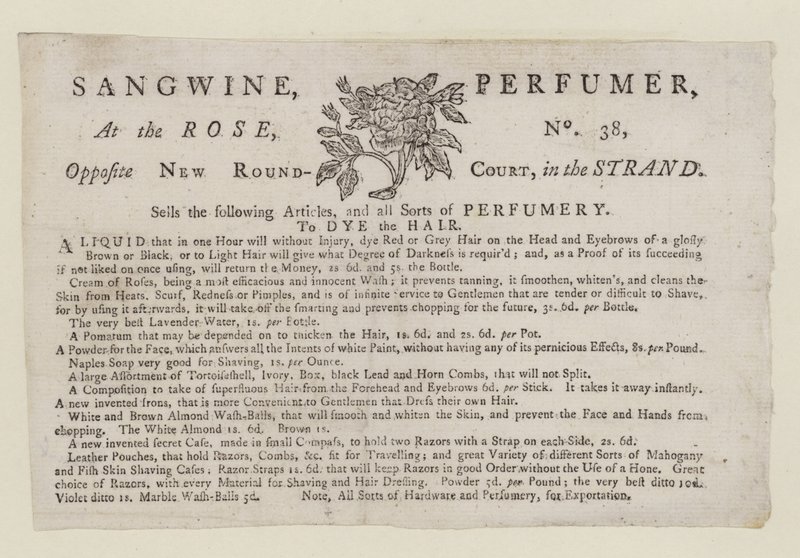 SANGWINE, PERFUMER,
At the ROSE, Nº. 38,
Oppoſite NEW ROUND-COURT, in the STRAND.
Sells the following Articles, and all Sorts of PERFUMERY.
To DYE the HAIR.
A LIQUID that in one Hour will without Injury, dye Red or Grey Hair on the Head and Eyebrows of a gloſſy
Brown or Black, or to Light Hair will give what Degree of Darkneſs is requir'd; and, as a Proof of its ſucceeding
if not liked on once uſing, will return the Money, 2s 6d. and 5s. the Bottle.
Cream of Roſes, being a moſt efficacious and innocent Waſh; it prevents tanning, it ſmoothen, whiten's, and cleans the
Skin from Heats, Scurf, Redneſs or Pimples, and is of infinite ſervice to Gentlemen that are tender or difficult to Shave,
for by uſing it afterwards, it will take off the ſmarting and prevents chopping for the future, 3s. 6d. per Bottle.
The very beſt Lavender Water, 1s. per Bottle.
A Pomatum that may be depended on to thicken the Hair, 1s. 6d. and 2s. 6d. per Pot.
A Powder for the Face, which anſwers all the Intents of white Paint, without having any of its pernicious Effects, 8s. per Pound.
Naples Soap very good for Shaving, 1s. per Ounce.
A large Aſſortment of Tortoiſeſhell, Ivory, Box, black Lead and Horn Combs, that will not Split.
A Compoſition to take of ſuperfluous Hair from the Forehead and Eyebrows 6d. per Stick. It takes it away inſtantly.
A new invented Irons, that is more Convenient to Gentlemen that Dreſs their own Hair.
White and Brown Almond Waſh-Balls, that will ſmooth and whiten the Skin, and prevent the Face and Hands from
chopping. The White Almond 1s. 6d. Brown 1s.
A new invented ſecret Caſe, made in ſmall Compaſs, to hold two Razors with a Strap on each Side, 2s. 6d.
Leather Pouches, that hold Razors, Combs, &c. fit for Travelling; and great Variety of different Sorts of Mahogany
and Fiſh Skin Shaving Caſes; Razor Straps 1s. 6d. that will keep Razors in good Order without the Uſe of a Hone. Great
choice of Razors, with every Material for Shaving and Hair Dreſſing. Powder 5d. per Pound; the very beſt ditto 10d.
Violet ditto 1s. Marble Waſh-Balls 5d. Note, All Sorts of Hardware and Perfumery, for Exportation.